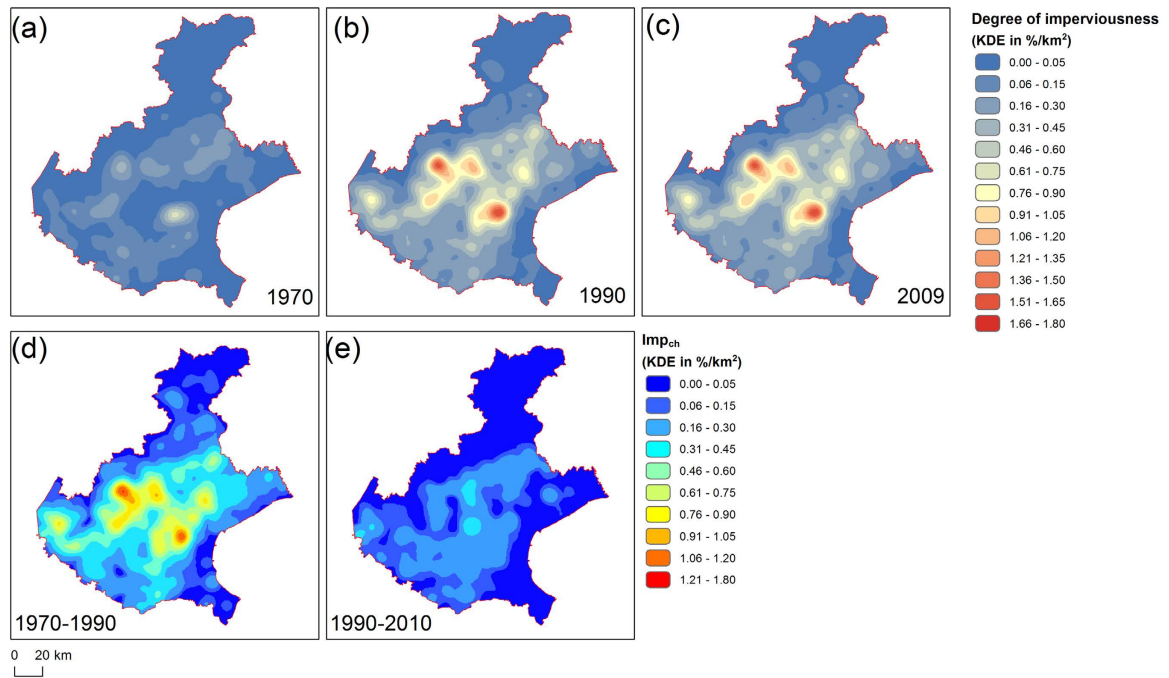 (a)
1970
(b)
1990
(c)
2009
Degree of imperviousness
(KDE in %/km²)
0.00 - 0.05
0.06 - 0.15
0.16 - 0.30
0.31 - 0.45
0.46 - 0.60
0.61 - 0.75
0.76 - 0.90
0.91 - 1.05
1.06 - 1.20
1.21 - 1.35
1.36 - 1.50
1.51 - 1.65
1.66 - 1.80
(d)
1970-1990
(e)
1990-2010
Imp_ch
(KDE in %/km²)
0.00 - 0.05
0.06 - 0.15
0.16 - 0.30
0.31 - 0.45
0.46 - 0.60
0.61 - 0.75
0.76 - 0.90
0.91 - 1.05
1.06 - 1.20
1.21 - 1.80
0 20 km